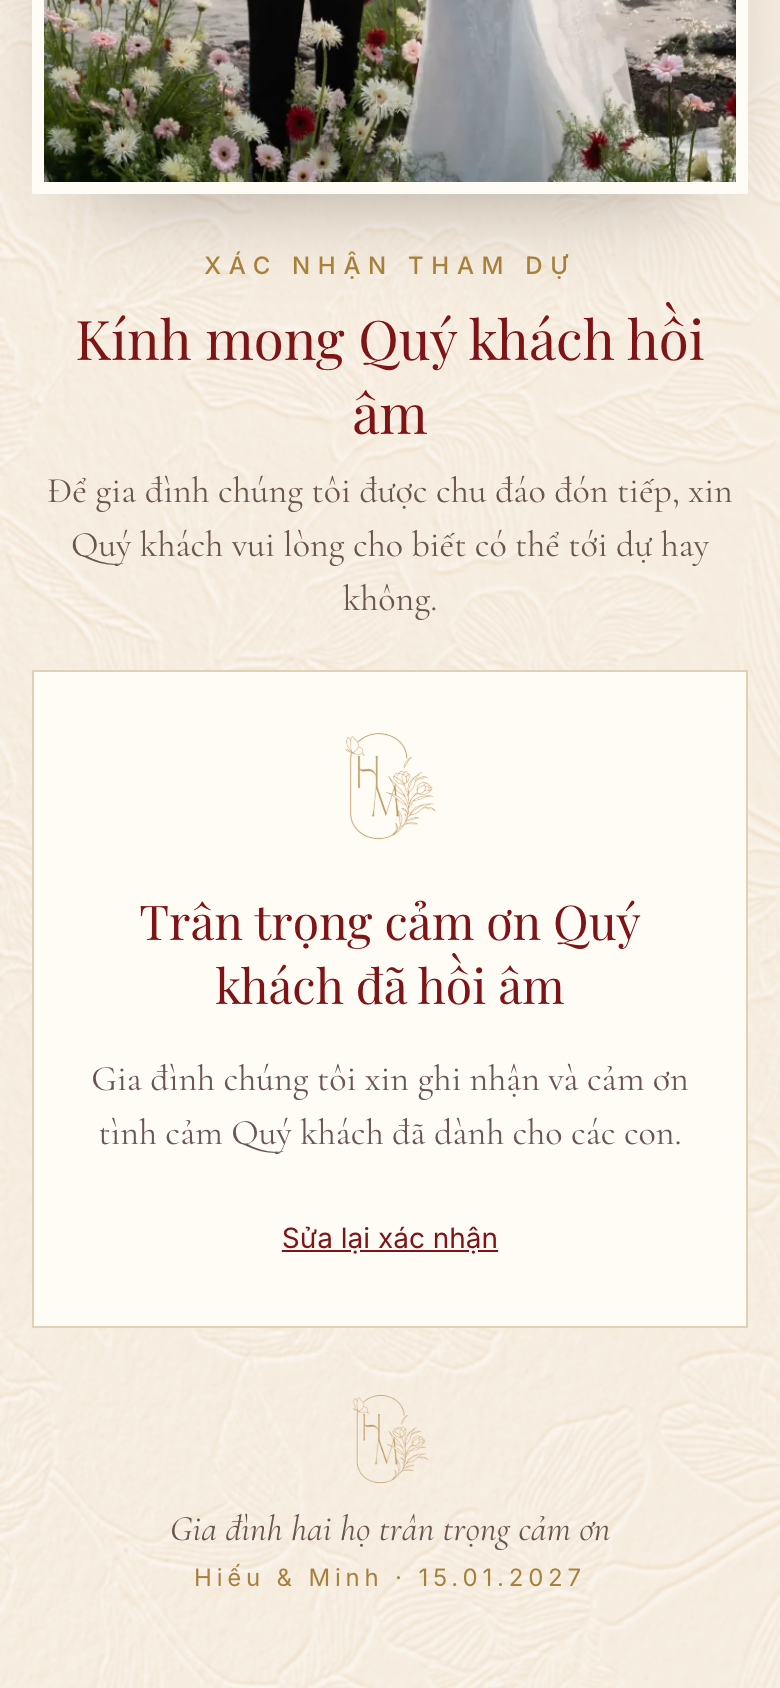 XÁC NHẬN THAM DỰ
Kính mong Quý khách hồi
âm
Để gia đình chúng tôi được chu đáo đón tiếp, xin
Quý khách vui lòng cho biết có thể tới dự hay
không.
H
M
Trân trọng cảm ơn Quý
khách đã hồi âm
Gia đình chúng tôi xin ghi nhận và cảm ơn
tình cảm Quý khách đã dành cho các con.
Sửa lại xác nhận
H
M
Gia đình hai họ trân trọng cảm ơn
Hiếu & Minh · 15.01.2027